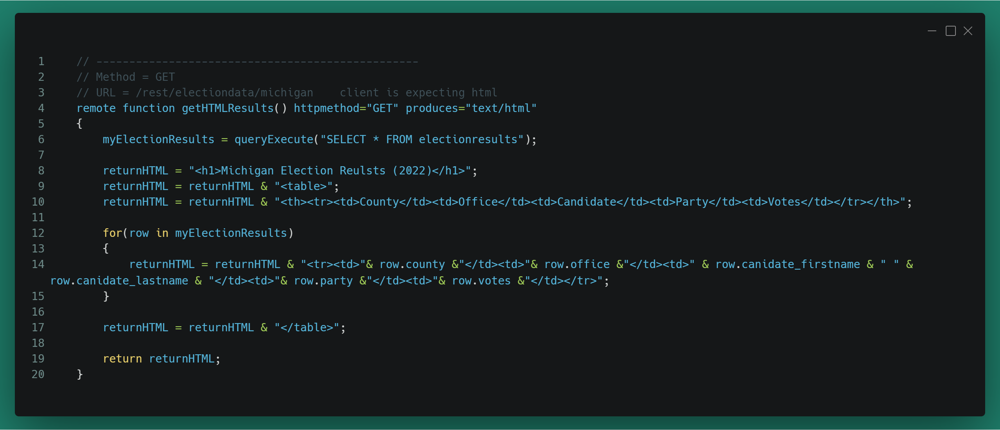 1 // -------------------------------------------------
2 // Method = GET
3 // URL = /rest/electiondata/michigan    client is expecting html
4 remote function getHTMLResults() httpmethod="GET" produces="text/html"
5 {
6     myElectionResults = queryExecute("SELECT * FROM electionresults");
7
8     returnHTML = "<h1>Michigan Election Reulsts (2022)</h1>";
9     returnHTML = returnHTML & "<table>";
10     returnHTML = returnHTML & "<th><tr><td>County</td><td>Office</td><td>Candidate</td><td>Party</td><td>Votes</td></tr></th>";
11
12     for(row in myElectionResults)
13     {
14         returnHTML = returnHTML & "<tr><td>"& row.county &"</td><td>"& row.office &"</td><td>" & row.canidate_firstname & " " &
row.canidate_lastname & "</td><td>"& row.party &"</td><td>"& row.votes &"</td></tr>";
15     }
16
17     returnHTML = returnHTML & "</table>";
18
19     return returnHTML;
20 }